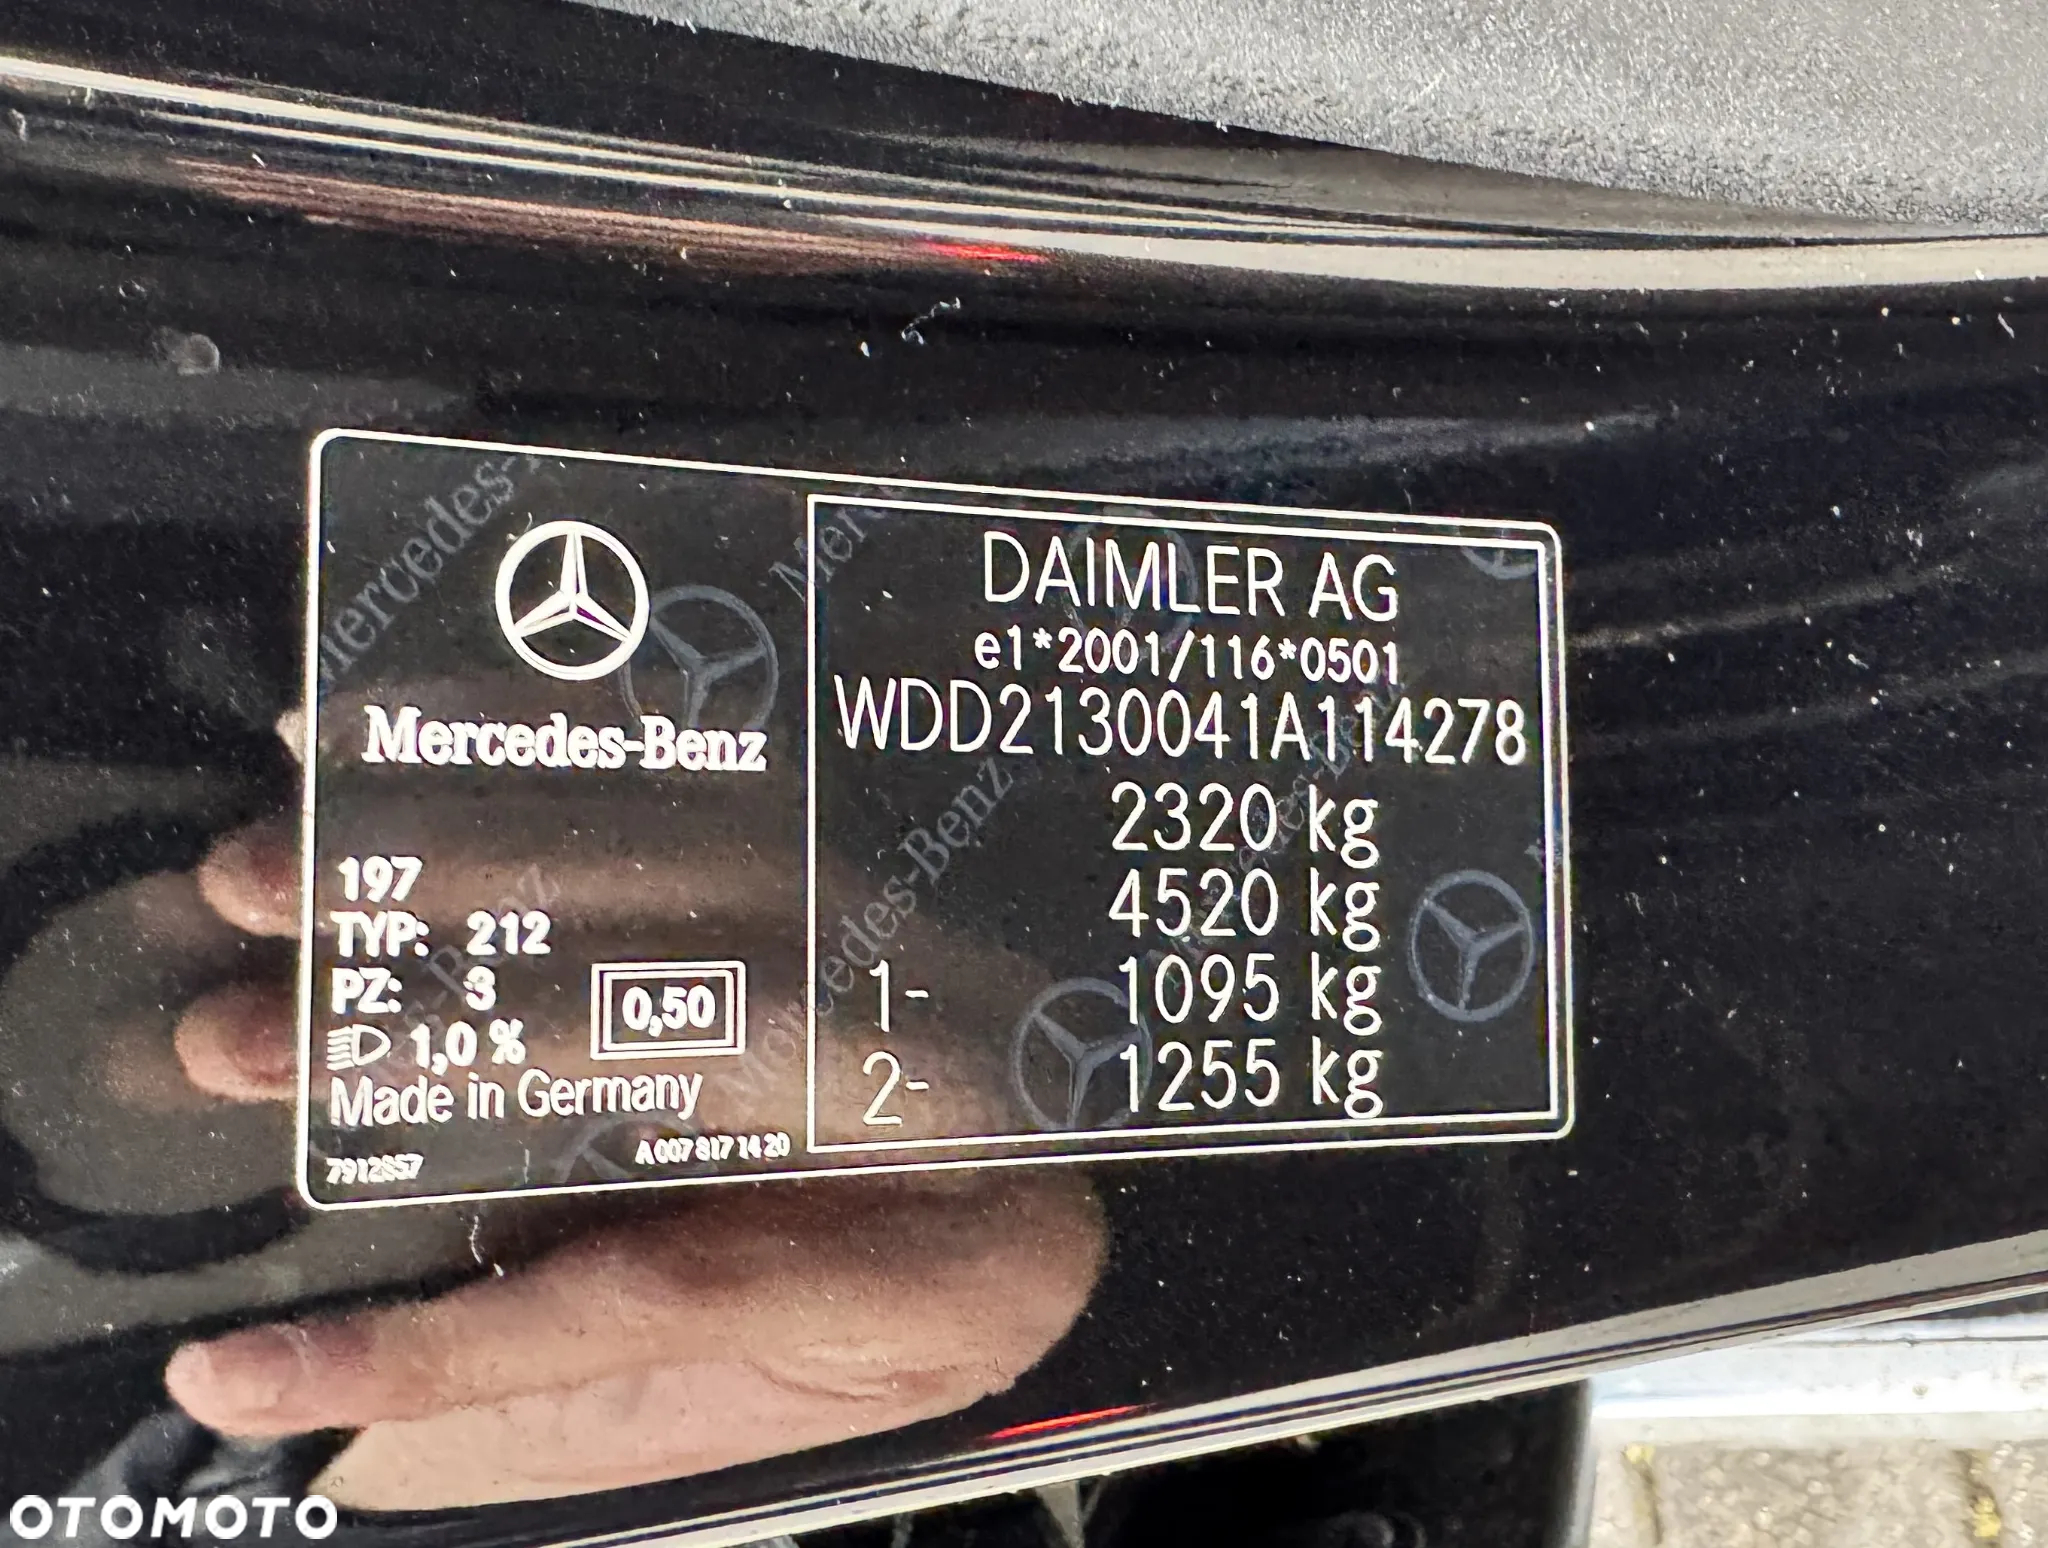 Mercedes-Benz
197
TYP: 212
PZ: 3
1,0 %
0,50
Made in Germany
7912857
A 007 817 14 20
DAIMLER AG
e1*2001/116*0501
WDD2130041A114278
2320 kg
4520 kg
1- 1095 kg
2- 1255 kg
OTOMOTO